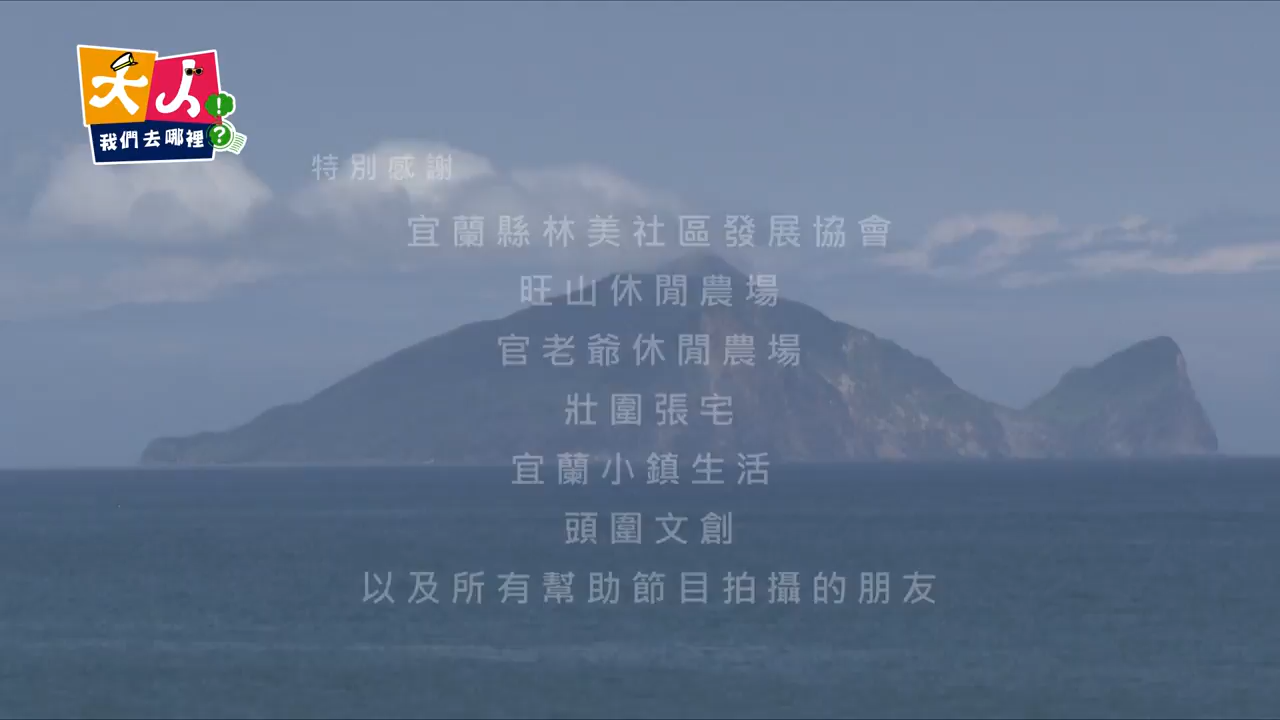 大人
我們去哪裡
!
?
特別感謝
宜蘭縣林美社區發展協會
旺山休閒農場
官老爺休閒農場
壯圍張宅
宜蘭小鎮生活
頭圍文創
以及所有幫助節目拍攝的朋友